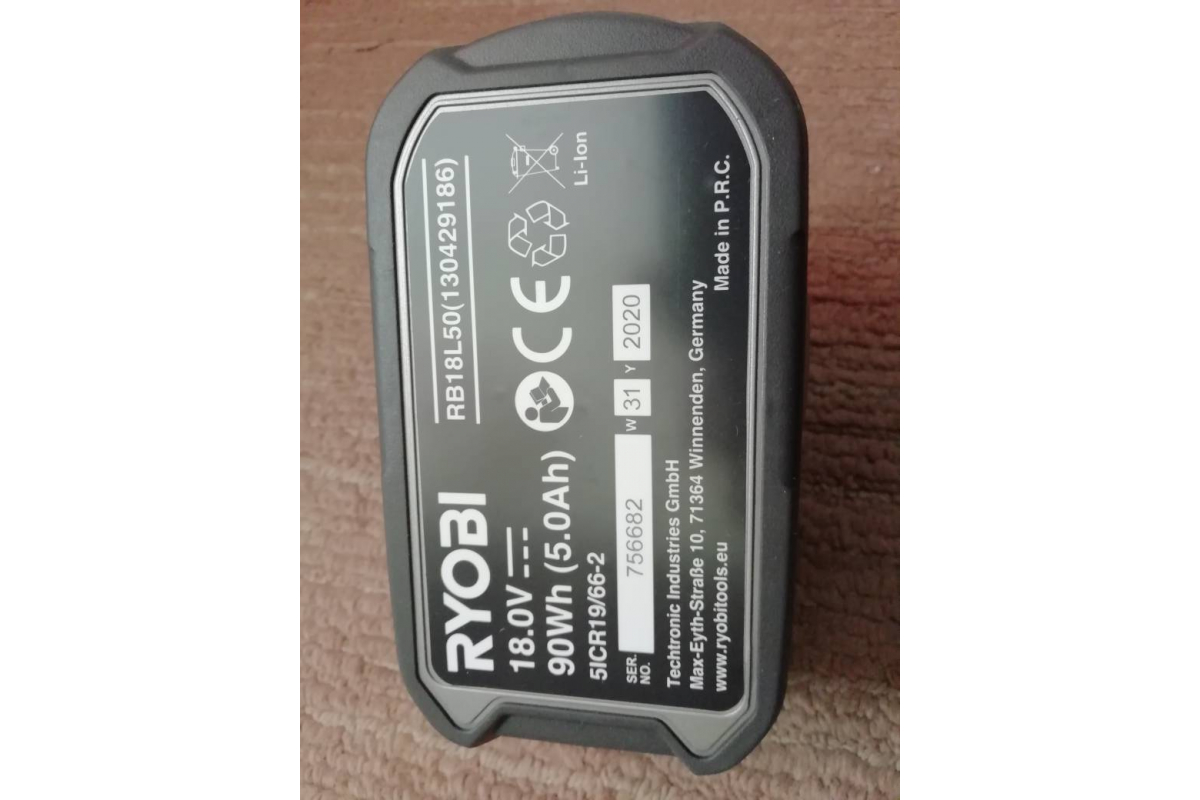 RYOBI
RB18L50(130429186)
18.0V
90Wh (5.0Ah)
CE
5ICR19/66-2
Li-Ion
SER. NO. 756682 W 31 Y 2020
Techtronic Industries GmbH
Max-Eyth-Straße 10, 71364 Winnenden, Germany
www.ryobitools.eu
Made in P.R.C.